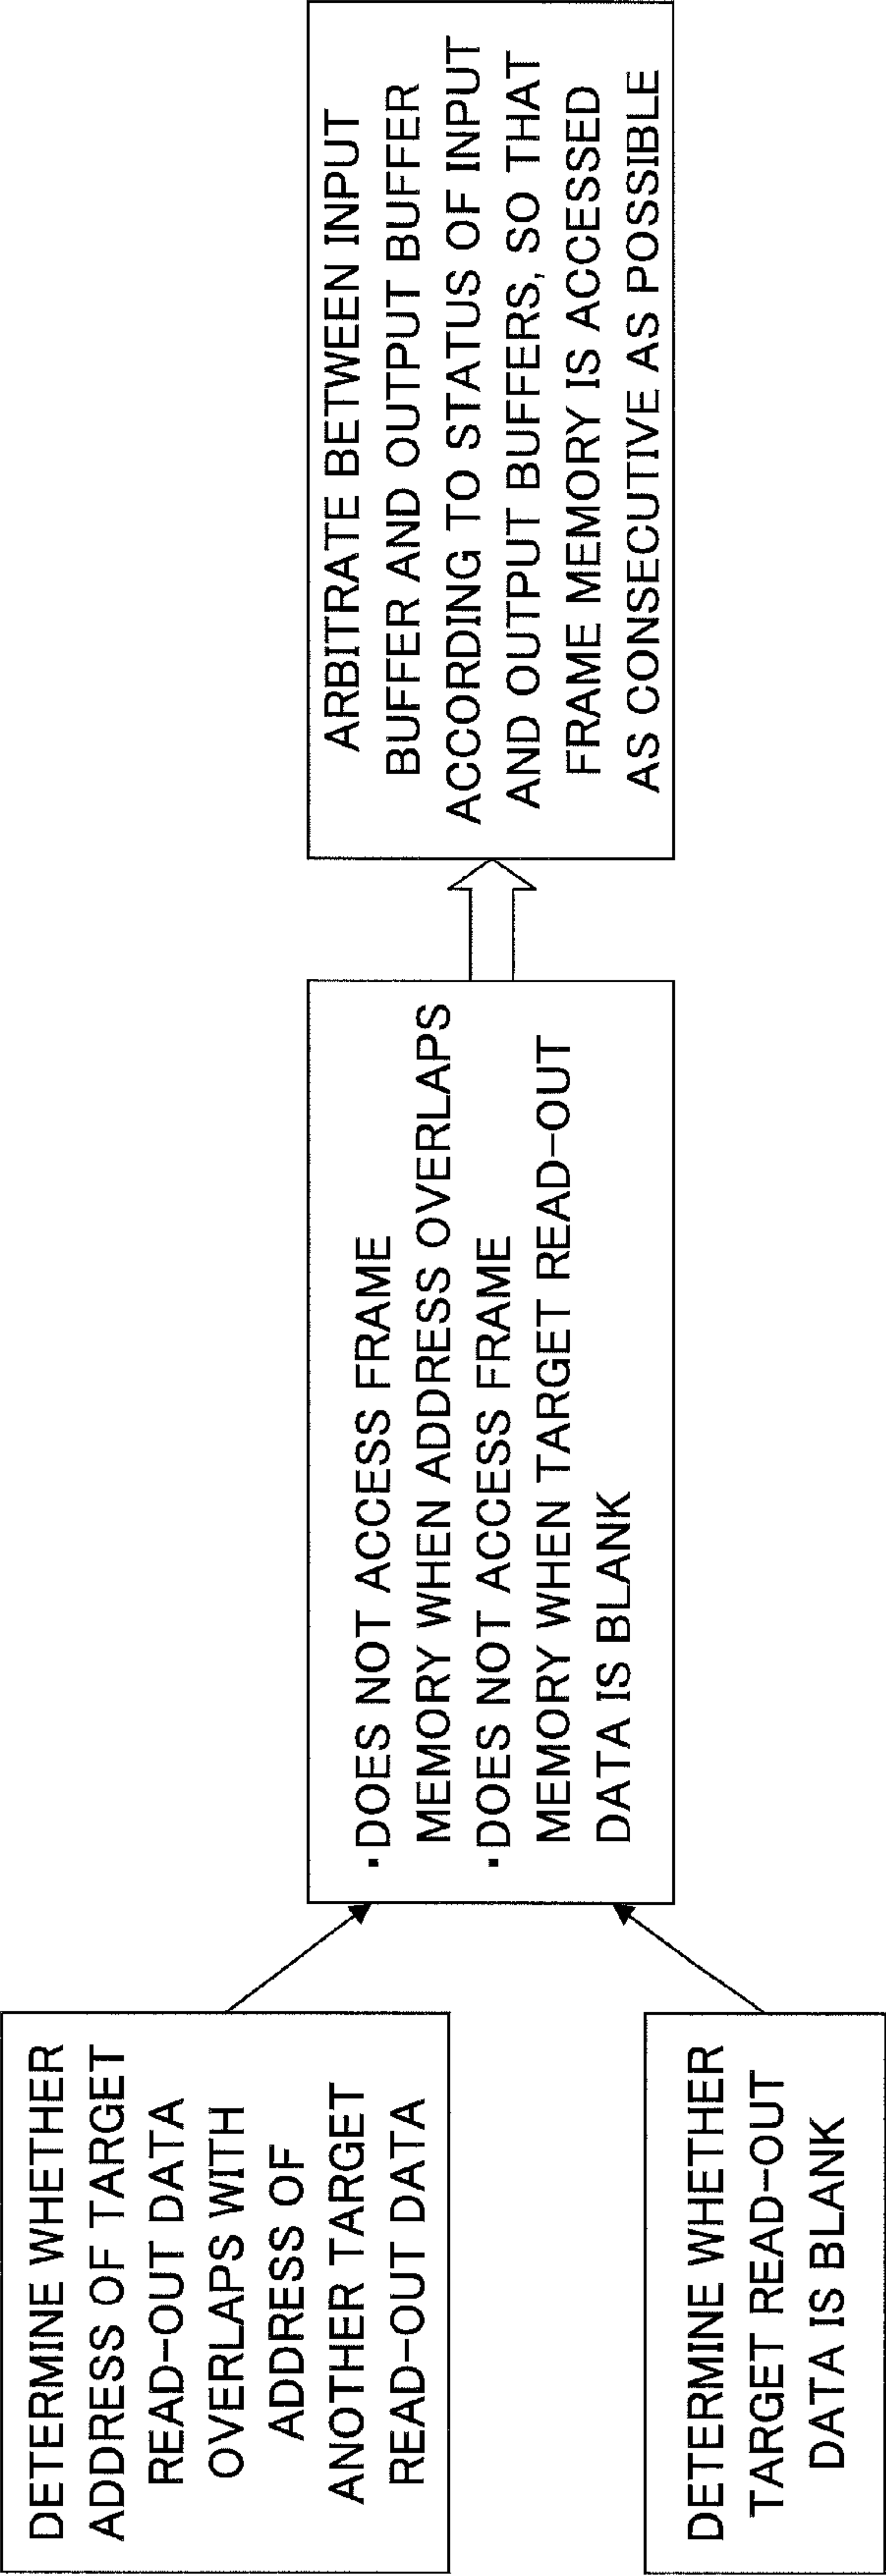 DETERMINE WHETHER
ADDRESS OF TARGET
READ-OUT DATA
OVERLAPS WITH
ADDRESS OF
ANOTHER TARGET
READ-OUT DATA
DETERMINE WHETHER
TARGET READ-OUT
DATA IS BLANK
・DOES NOT ACCESS FRAME
MEMORY WHEN ADDRESS OVERLAPS
・DOES NOT ACCESS FRAME
MEMORY WHEN TARGET READ-OUT
DATA IS BLANK
ARBITRATE BETWEEN INPUT
BUFFER AND OUTPUT BUFFER
ACCORDING TO STATUS OF INPUT
AND OUTPUT BUFFERS, SO THAT
FRAME MEMORY IS ACCESSED
AS CONSECUTIVE AS POSSIBLE